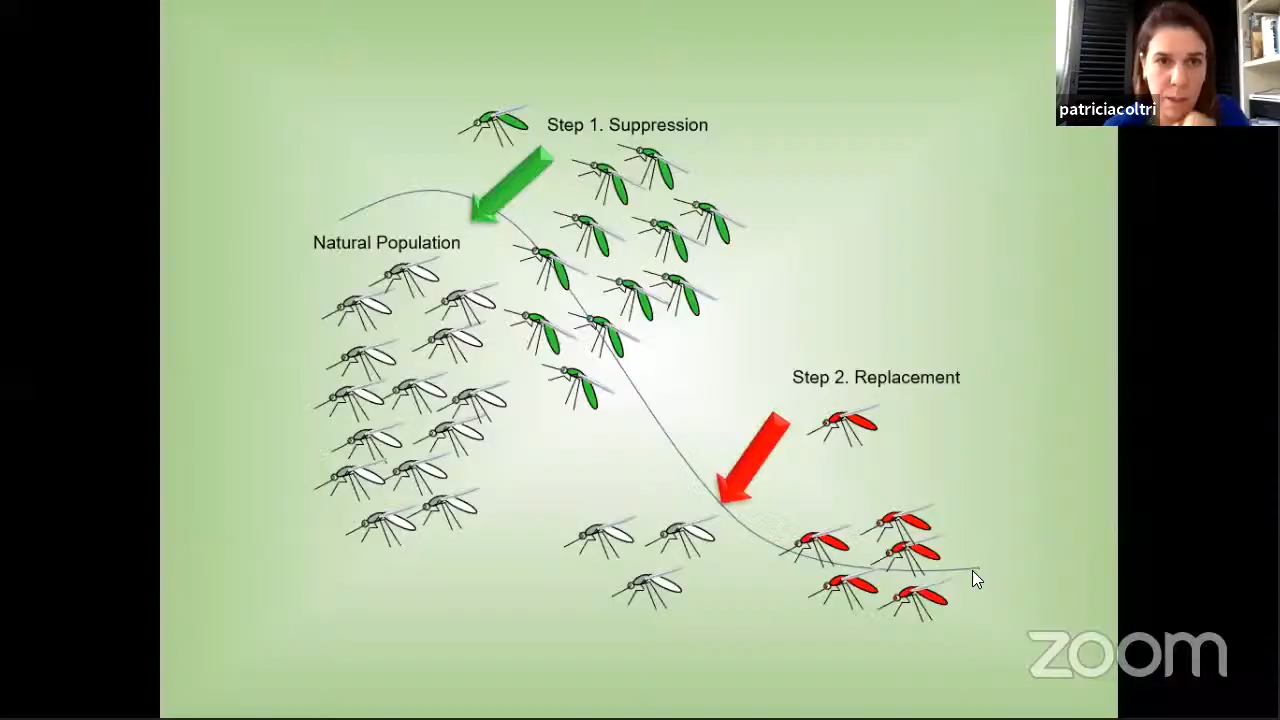 patriciacoltri
Step 1. Suppression
Natural Population
Step 2. Replacement
zoom